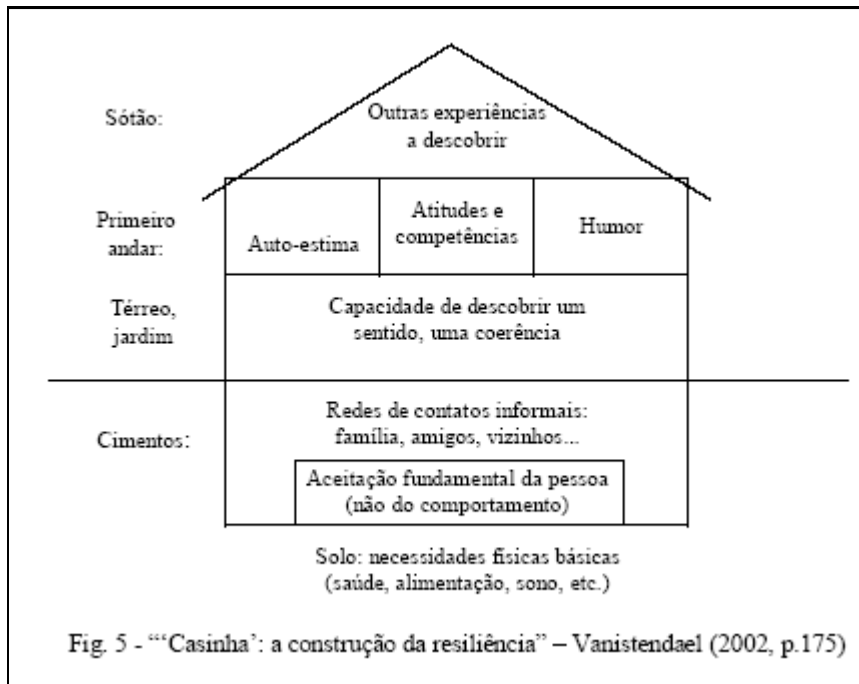 Sótão:
Outras experiências
a descobrir
Primeiro
andar:
Auto-estima
Atitudes e
competências
Humor
Térreo,
jardim
Capacidade de descobrir um
sentido, uma coerência
Cimentos:
Redes de contatos informais:
família, amigos, vizinhos...
Aceitação fundamental da pessoa
(não do comportamento)
Solo: necessidades físicas básicas
(saúde, alimentação, sono, etc.)
Fig. 5 - “‘Casinha’: a construção da resiliência” – Vanistendael (2002, p.175)